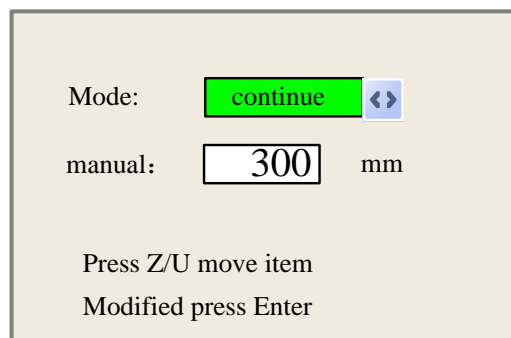 Mode: continue
manual： 300 mm
Press Z/U move item
Modified press Enter